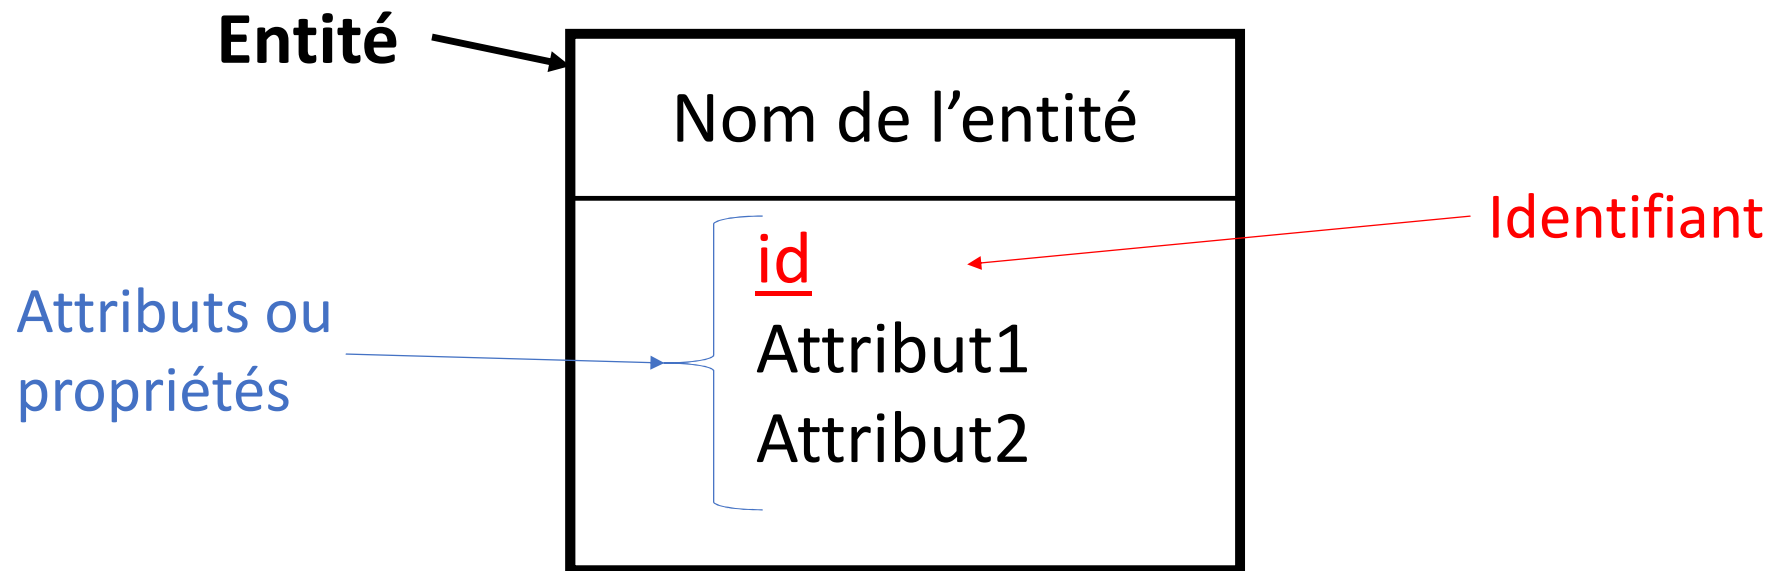 Entité
Nom de l’entité
Identifiant
id
Attributs ou
propriétés
Attribut1
Attribut2